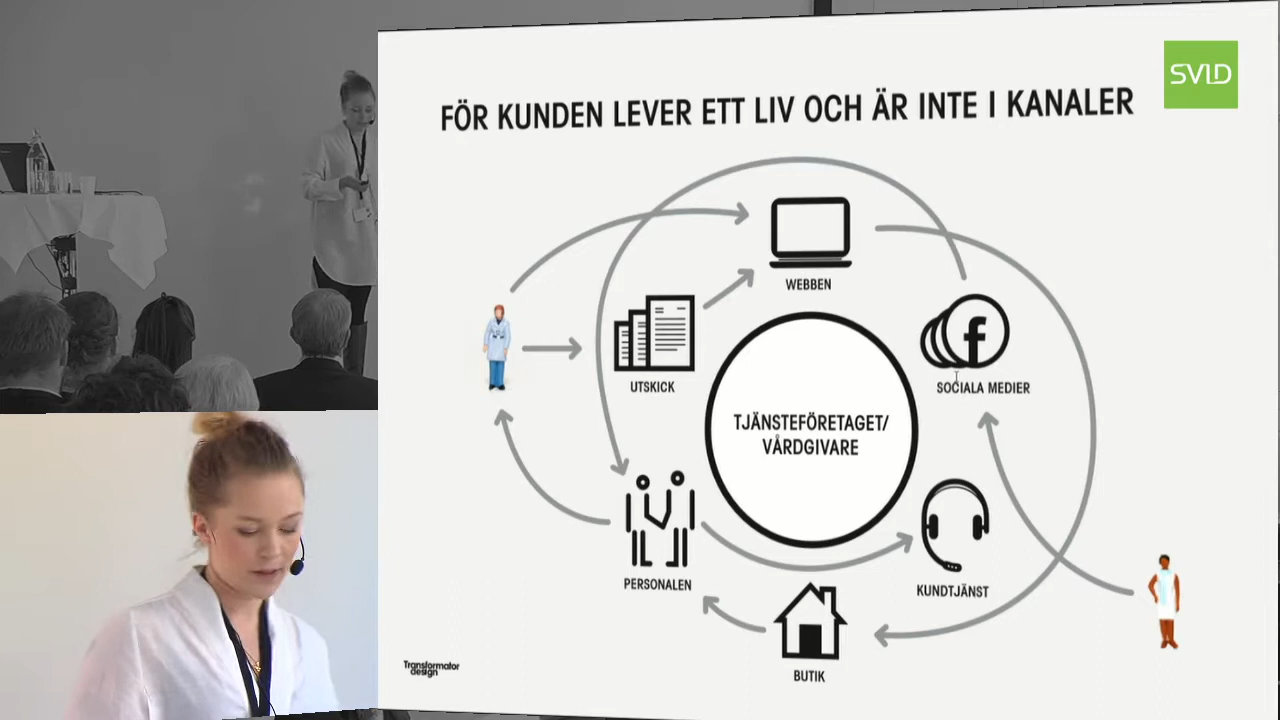 SVID
FÖR KUNDEN LEVER ETT LIV OCH ÄR INTE I KANALER
WEBBEN
UTSKICK
f
SOCIALA MEDIER
TJÄNSTEFÖRETAGET/
VÅRDGIVARE
PERSONALEN
KUNDTJÄNST
BUTIK
Transformator
design